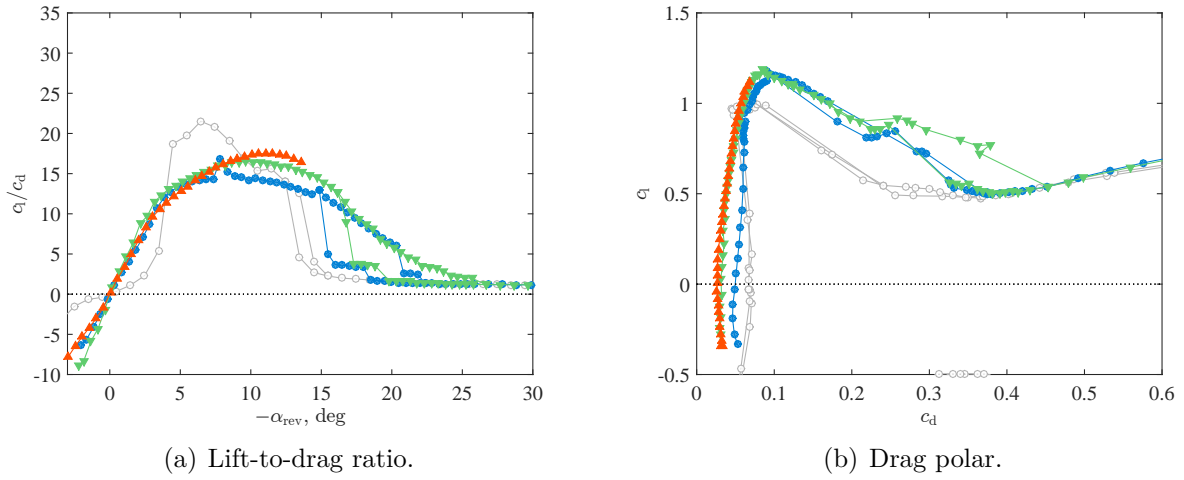 35
30
25
20
15
10
5
0
-5
-10
0 5 10 15 20 25 30
cₗ/c_d
−α_rev, deg
(a) Lift-to-drag ratio.
1.5
1
0.5
0
-0.5
0 0.1 0.2 0.3 0.4 0.5 0.6
cₗ
c_d
(b) Drag polar.